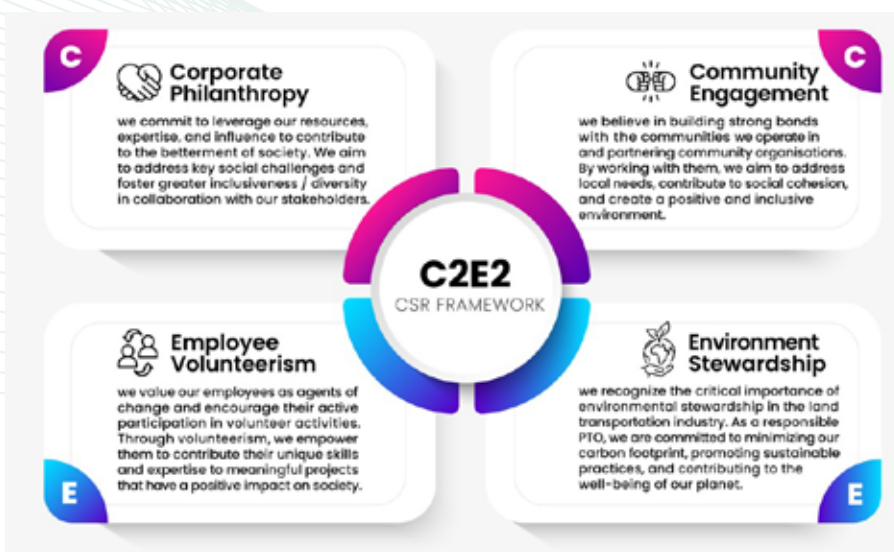 C
Corporate
Philanthropy
we commit to leverage our resources,
expertise, and influence to contribute
to the betterment of society. We aim
to address key social challenges and
foster greater inclusiveness / diversity
in collaboration with our stakeholders.
C
Community
Engagement
we believe in building strong bonds
with the communities we operate in
and partnering community organisations.
By working with them, we aim to address
local needs, contribute to social cohesion,
and create a positive and inclusive
environment.
C2E2
CSR FRAMEWORK
Employee
Volunteerism
we value our employees as agents of
change and encourage their active
participation in volunteer activities.
Through volunteerism, we empower
them to contribute their unique skills
and expertise to meaningful projects
that have a positive impact on society.
E
Environment
Stewardship
we recognize the critical importance of
environmental stewardship in the land
transportation industry. As a responsible
PTO, we are committed to minimizing our
carbon footprint, promoting sustainable
practices, and contributing to the
well-being of our planet.
E